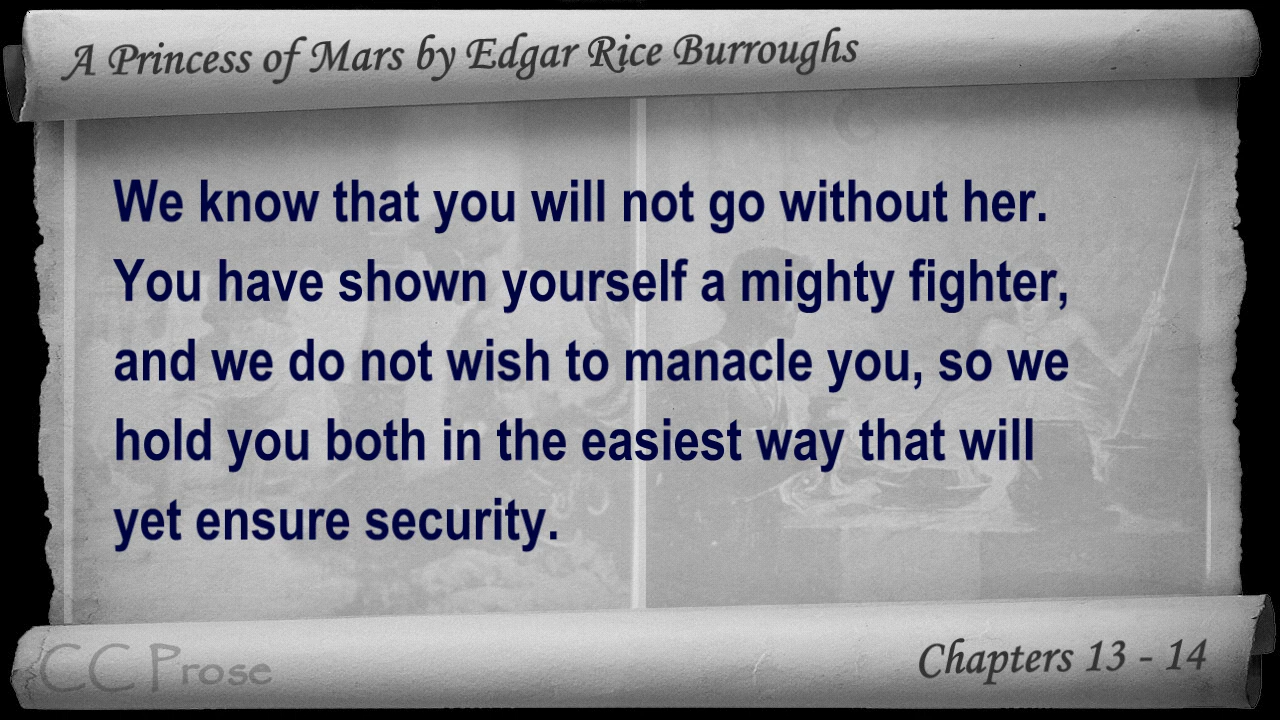 A Princess of Mars by Edgar Rice Burroughs
We know that you will not go without her.
You have shown yourself a mighty fighter,
and we do not wish to manacle you, so we
hold you both in the easiest way that will
yet ensure security.
CC Prose
Chapters 13 - 14